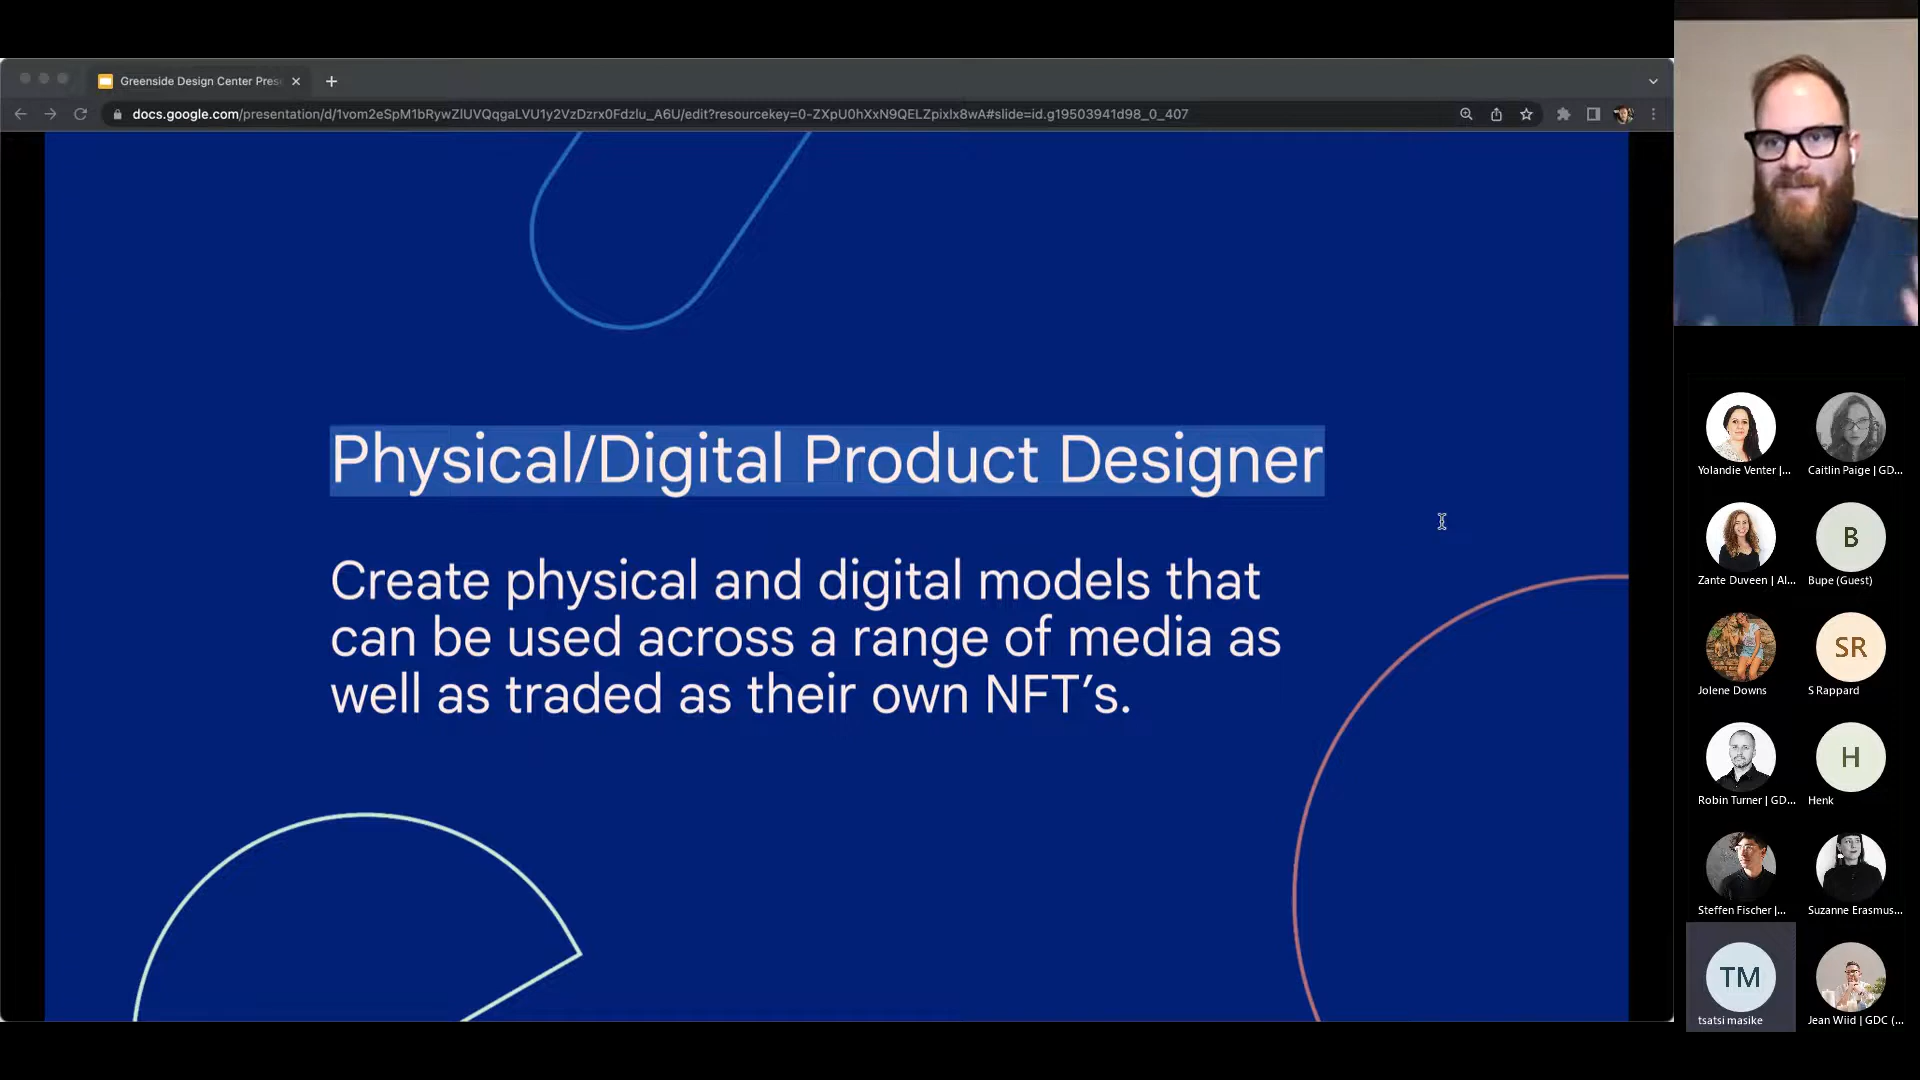 Greenside Design Center Pres
docs.google.com/presentation/d/1vom2eSpM1bRywZlUVQqgaLVU1y2VzDzrx0Fdzlu_A6U/edit?resourcekey=0-ZXpU0hXxN9QELZpixlx8wA#slide=id.g19503941d98_0_407
Physical/Digital Product Designer
Create physical and digital models that
can be used across a range of media as
well as traded as their own NFT’s.
Yolandie Venter |...
Caitlin Paige | GD...
Zante Duveen | Al...
B
Bupe (Guest)
Jolene Downs
SR
S Rappard
Robin Turner | GD...
H
Henk
Steffen Fischer |...
Suzanne Erasmus...
TM
tsatsi masike
Jean Wiid | GDC (...